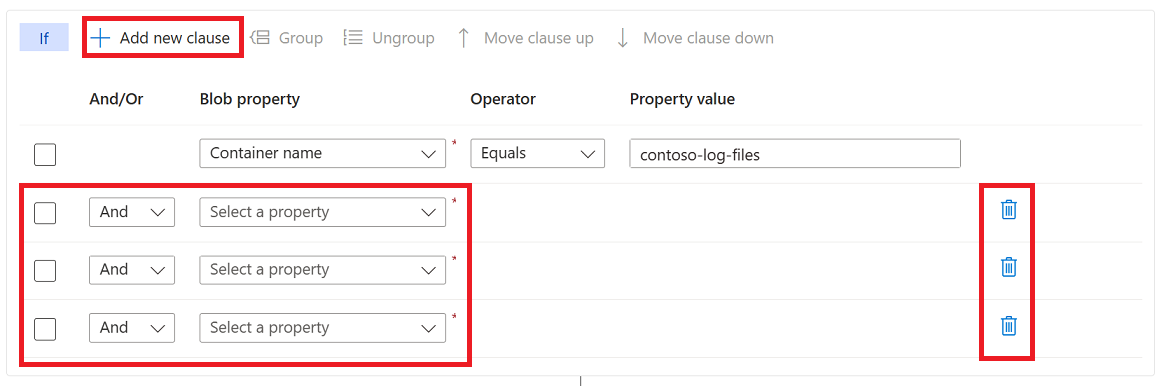 If Add new clause Group Ungroup Move clause up Move clause down
And/Or Blob property Operator Property value
Container name * Equals contoso-log-files
And Select a property *
And Select a property *
And Select a property *